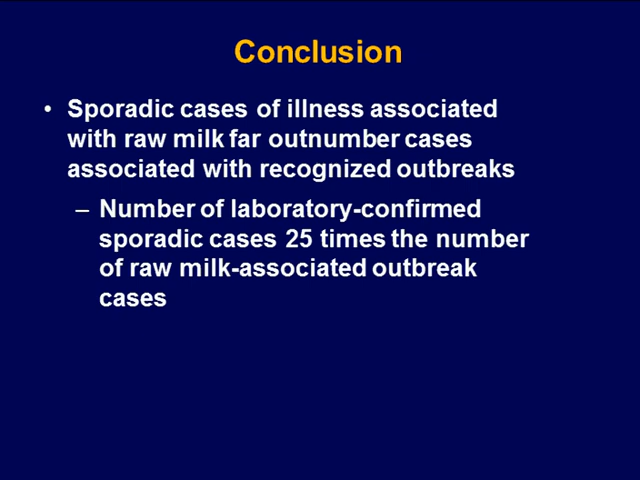 Conclusion
• Sporadic cases of illness associated
with raw milk far outnumber cases
associated with recognized outbreaks
– Number of laboratory-confirmed
sporadic cases 25 times the number
of raw milk-associated outbreak
cases